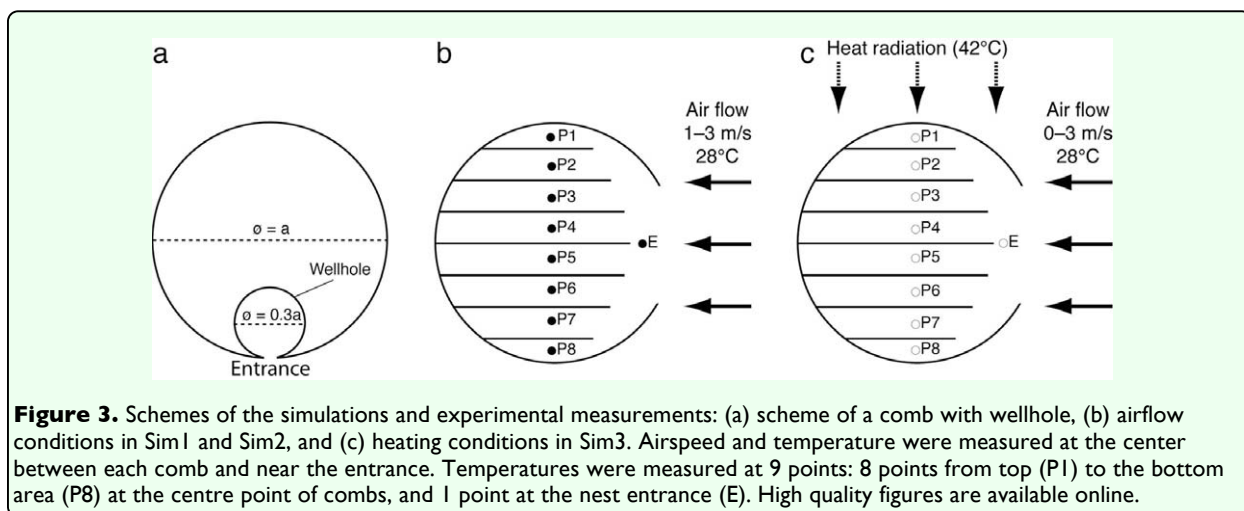 a
ø = a
Wellhole
ø = 0.3a
Entrance
b
P1
P2
P3
P4
E
P5
P6
P7
P8
Air flow
1–3 m/s
28°C
c
Heat radiation (42°C)
P1
P2
P3
P4
E
P5
P6
P7
P8
Air flow
0–3 m/s
28°C
Figure 3. Schemes of the simulations and experimental measurements: (a) scheme of a comb with wellhole, (b) airflow
conditions in Sim1 and Sim2, and (c) heating conditions in Sim3. Airspeed and temperature were measured at the center
between each comb and near the entrance. Temperatures were measured at 9 points: 8 points from top (P1) to the bottom
area (P8) at the centre point of combs, and 1 point at the nest entrance (E). High quality figures are available online.